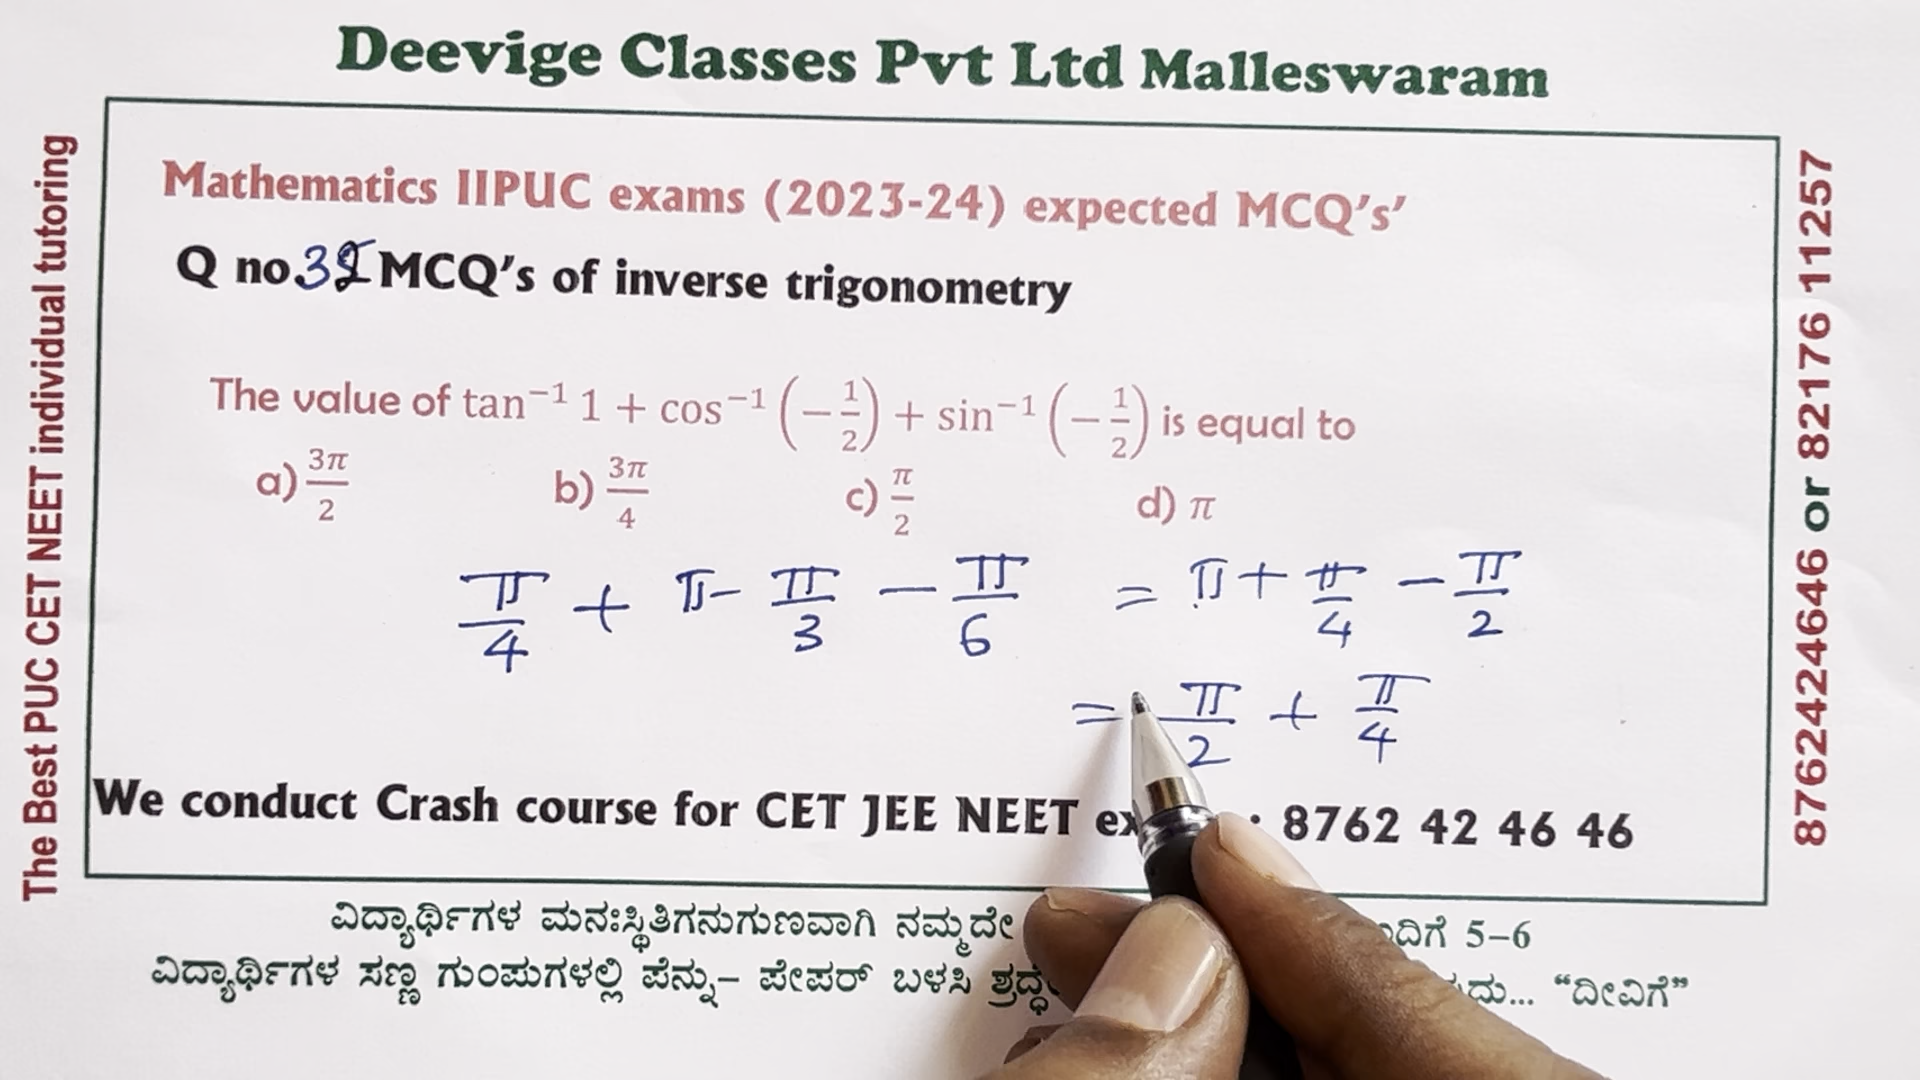 Deevige Classes Pvt Ltd Malleswaram
The Best PUC CET NEET individual tutoring
Mathematics IIPUC exams (2023-24) expected MCQ's'
Q no. MCQ's of inverse trigonometry
The value of tan⁻¹ 1 + cos⁻¹ (−1/2) + sin⁻¹ (−1/2) is equal to
a) 3π/2 b) 3π/4 c) π/2 d) π
π/4 + π − π/3 − π/6 = π + π/4 − π/2
= π/2 + π/4
We conduct Crash course for CET JEE NEET : 8762 42 46 46
8762424646 or 82176 11257
ವಿದ್ಯಾರ್ಥಿಗಳ ಮನಃಸ್ಥಿತಿಗನುಗುಣವಾಗಿ ನಮ್ಮದೇ 5–6
ವಿದ್ಯಾರ್ಥಿಗಳ ಸಣ್ಣ ಗುಂಪುಗಳಲ್ಲಿ ಪೆನ್ನು– ಪೇಪರ್ ಬಳಸಿ “ದೀವಿಗೆ”